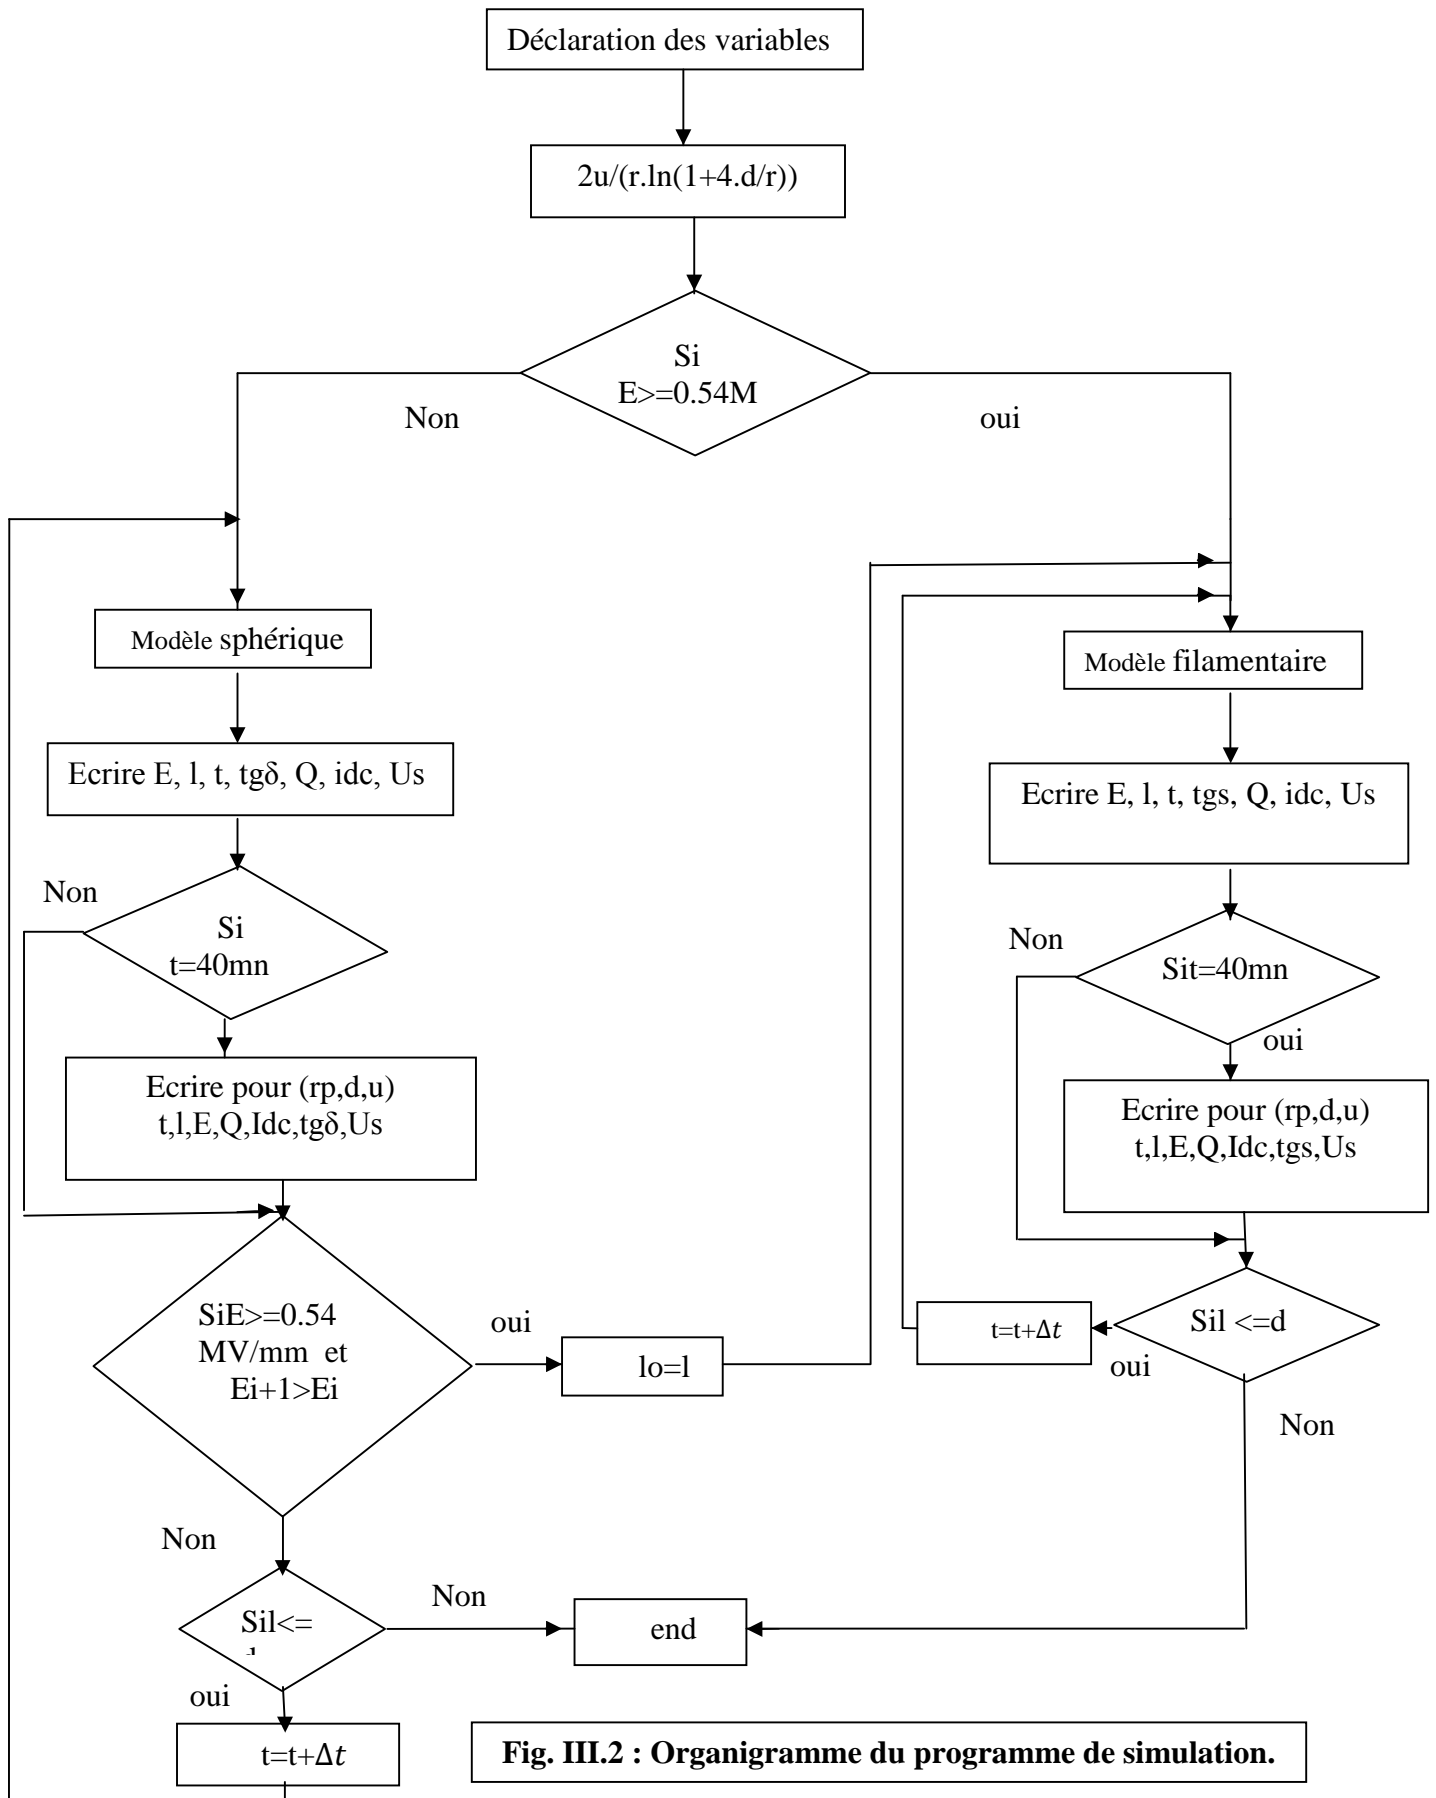 Déclaration des variables
2u/(r.ln(1+4.d/r))
Si
E>=0.54M
Non
oui
Modèle sphérique
Ecrire E, l, t, tgδ, Q, idc, Us
Non
Si
t=40mn
Ecrire pour (rp,d,u)
t,l,E,Q,Idc,tgδ,Us
SiE>=0.54
MV/mm et
Ei+1>Ei
oui
lo=l
Non
Sil<=
Non
end
oui
t=t+Δt
Modèle filamentaire
Ecrire E, l, t, tgs, Q, idc, Us
Non
Sit=40mn
oui
Ecrire pour (rp,d,u)
t,l,E,Q,Idc,tgs,Us
Sil <=d
t=t+Δt
oui
Non
Fig. III.2 : Organigramme du programme de simulation.